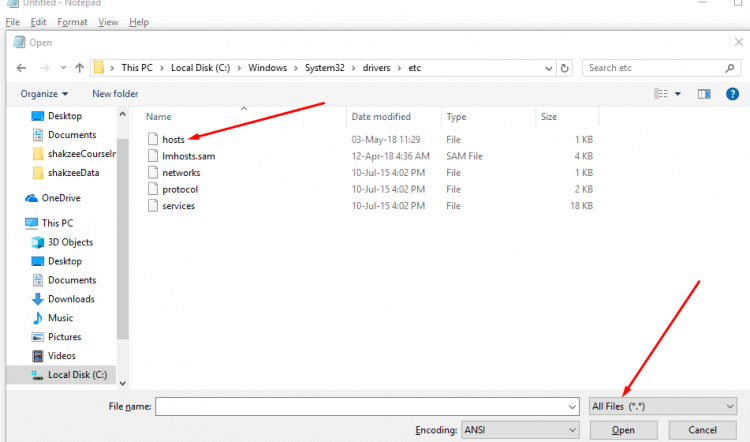 Untitled - Notepad
File Edit Format View Help
Open
This PC > Local Disk (C:) > Windows > System32 > drivers > etc
Search etc
Organize New folder
Name Date modified Type Size
Desktop
Documents
shakzeeCourseIn
shakzeeData
OneDrive
This PC
3D Objects
Desktop
Documents
Downloads
Music
Pictures
Videos
Local Disk (C:)
hosts 03-May-18 11:29 File 1 KB
lmhosts.sam 12-Apr-18 4:36 AM SAM File 4 KB
networks 10-Jul-15 4:02 PM File 1 KB
protocol 10-Jul-15 4:02 PM File 2 KB
services 10-Jul-15 4:02 PM File 18 KB
File name: All Files (*.*)
Encoding: ANSI Open Cancel